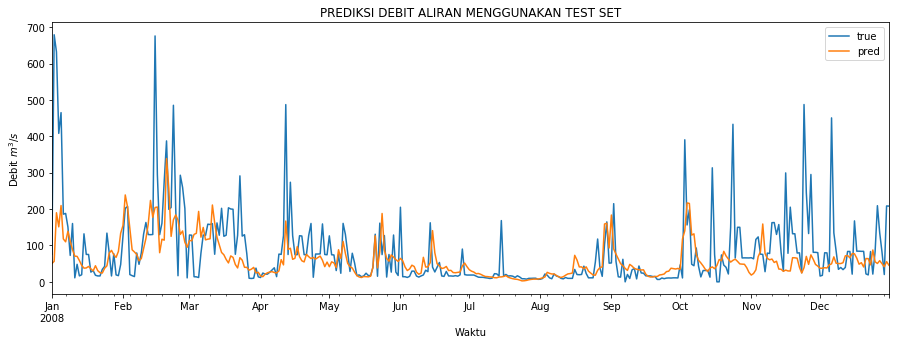 PREDIKSI DEBIT ALIRAN MENGGUNAKAN TEST SET
true
pred
700
600
500
400
300
200
100
0
Debit m³/s
Jan Feb Mar Apr May Jun Jul Aug Sep Oct Nov Dec
2008
Waktu